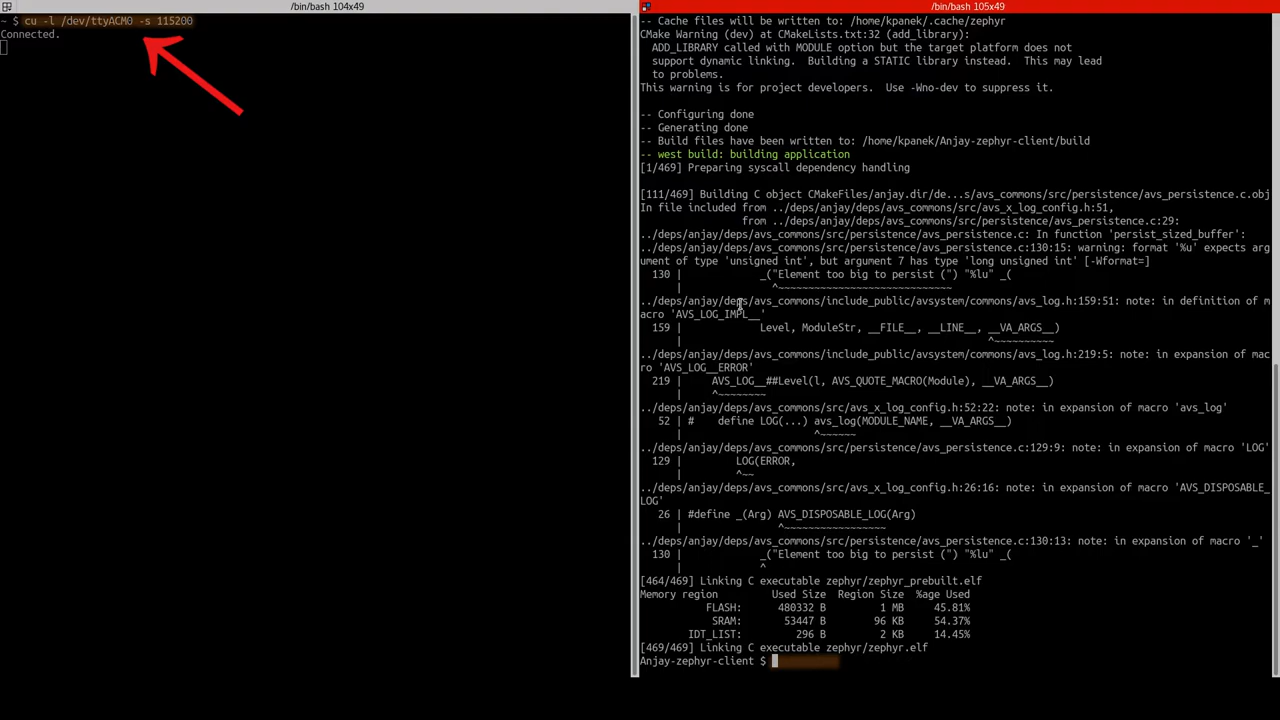 /bin/bash 104x49
~ $ cu -l /dev/ttyACM0 -s 115200
Connected.
/bin/bash 105x49
-- Cache files will be written to: /home/kpanek/.cache/zephyr
CMake Warning (dev) at CMakeLists.txt:32 (add_library):
  ADD_LIBRARY called with MODULE option but the target platform does not
  support dynamic linking.  Building a STATIC library instead.  This may lead
  to problems.
This warning is for project developers.  Use -Wno-dev to suppress it.
-- Configuring done
-- Generating done
-- Build files have been written to: /home/kpanek/Anjay-zephyr-client/build
-- west build: building application
[1/469] Preparing syscall dependency handling
[111/469] Building C object CMakeFiles/anjay.dir/de...s/avs_commons/src/persistence/avs_persistence.c.obj
In file included from ../deps/anjay/deps/avs_commons/src/avs_x_log_config.h:51,
                 from ../deps/anjay/deps/avs_commons/src/persistence/avs_persistence.c:29:
../deps/anjay/deps/avs_commons/src/persistence/avs_persistence.c: In function 'persist_sized_buffer':
../deps/anjay/deps/avs_commons/src/persistence/avs_persistence.c:130:15: warning: format '%u' expects arg
ument of type 'unsigned int', but argument 7 has type 'long unsigned int' [-Wformat=]
  130 |             _("Element too big to persist (") "%lu" _(
      |               ^~~~~~~~~~~~~~~~~~~~~~~~~~~~~~
../deps/anjay/deps/avs_commons/include_public/avsystem/commons/avs_log.h:159:51: note: in definition of m
acro 'AVS_LOG_IMPL__'
  159 |             Level, ModuleStr, __FILE__, __LINE__, __VA_ARGS__)
      |                                                   ^~~~~~~~~~~
../deps/anjay/deps/avs_commons/include_public/avsystem/commons/avs_log.h:219:5: note: in expansion of mac
ro 'AVS_LOG__ERROR'
  219 |     AVS_LOG__##Level(l, AVS_QUOTE_MACRO(Module), __VA_ARGS__)
      |     ^~~~~~~~~
../deps/anjay/deps/avs_commons/src/avs_x_log_config.h:52:22: note: in expansion of macro 'avs_log'
   52 | #    define LOG(...) avs_log(MODULE_NAME, __VA_ARGS__)
      |                      ^~~~~~~
../deps/anjay/deps/avs_commons/src/persistence/avs_persistence.c:129:9: note: in expansion of macro 'LOG'
  129 |         LOG(ERROR,
      |         ^~~
../deps/anjay/deps/avs_commons/src/avs_x_log_config.h:26:16: note: in expansion of macro 'AVS_DISPOSABLE_
LOG'
   26 | #define _(Arg) AVS_DISPOSABLE_LOG(Arg)
      |                ^~~~~~~~~~~~~~~~~~
../deps/anjay/deps/avs_commons/src/persistence/avs_persistence.c:130:13: note: in expansion of macro '_'
  130 |             _("Element too big to persist (") "%lu" _(
      |             ^
[464/469] Linking C executable zephyr/zephyr_prebuilt.elf
Memory region         Used Size  Region Size  %age Used
           FLASH:      480332 B         1 MB     45.81%
            SRAM:       53447 B        96 KB     54.37%
        IDT_LIST:         296 B         2 KB     14.45%
[469/469] Linking C executable zephyr/zephyr.elf
Anjay-zephyr-client $